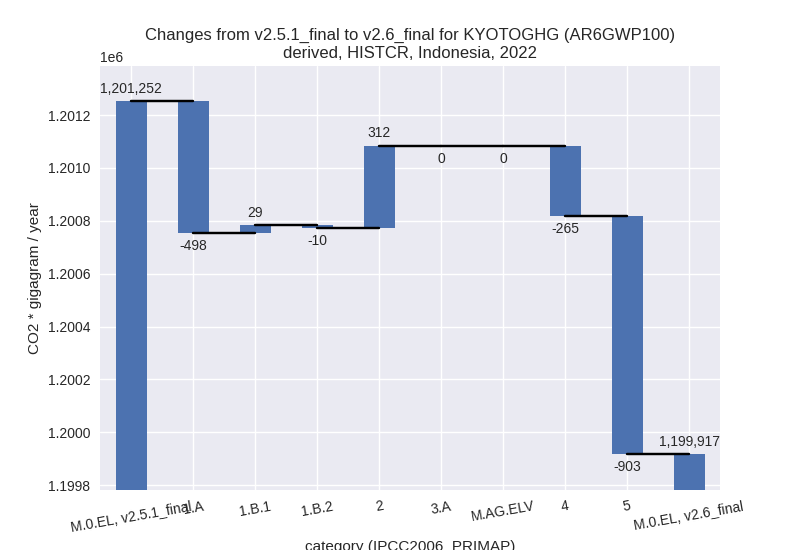 Changes from v2.5.1_final to v2.6_final for KYOTOGHG (AR6GWP100)
derived, HISTCR, Indonesia, 2022
1e6
CO2 * gigagram / year
1.2012
1.2010
1.2008
1.2006
1.2004
1.2002
1.2000
1.1998
1,201,252
-498
29
-10
312
0
0
-265
-903
1,199,917
M.0.EL, v2.5.1_final
1.A
1.B.1
1.B.2
2
3.A
M.AG.ELV
4
5
M.0.EL, v2.6_final
category (IPCC2006_PRIMAP)